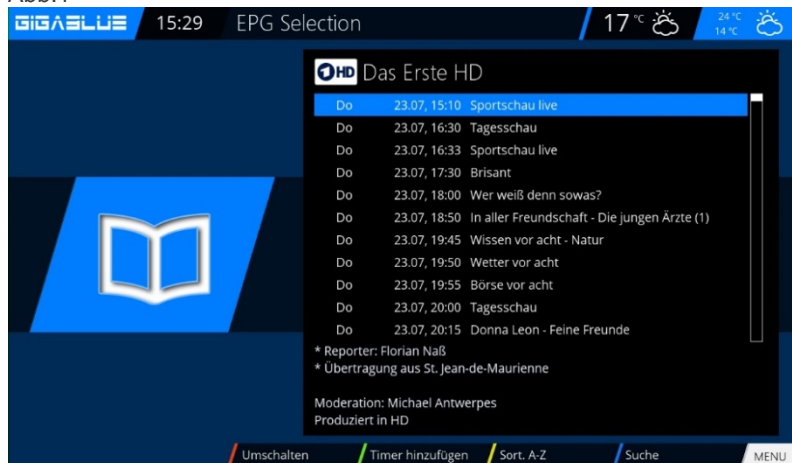 GIGABLUE 15:29 EPG Selection 17 °C 24 °C
14 °C
HD Das Erste HD
Do 23.07, 15:10 Sportschau live
Do 23.07, 16:30 Tagesschau
Do 23.07, 16:33 Sportschau live
Do 23.07, 17:30 Brisant
Do 23.07, 18:00 Wer weiß denn sowas?
Do 23.07, 18:50 In aller Freundschaft - Die jungen Ärzte (1)
Do 23.07, 19:45 Wissen vor acht - Natur
Do 23.07, 19:50 Wetter vor acht
Do 23.07, 19:55 Börse vor acht
Do 23.07, 20:00 Tagesschau
Do 23.07, 20:15 Donna Leon - Feine Freunde
* Reporter: Florian Naß
* Übertragung aus St. Jean-de-Maurienne
Moderation: Michael Antwerpes
Produziert in HD
Umschalten Timer hinzufügen Sort. A-Z Suche MENU